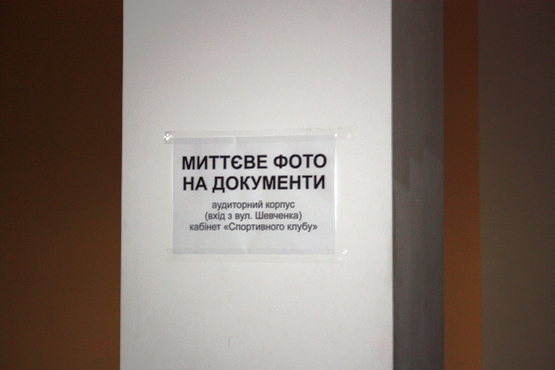 МИТТЄВЕ ФОТО
НА ДОКУМЕНТИ
аудиторний корпус
(вхід з вул. Шевченка)
кабінет «Спортивного клубу»